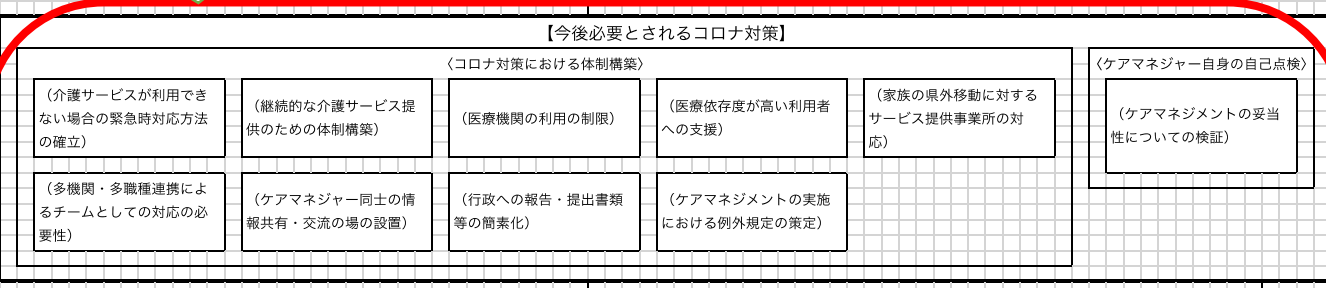 【今後必要とされるコロナ対策】
〈コロナ対策における体制構築〉
〈ケアマネジャー自身の自己点検〉
（介護サービスが利用でき
ない場合の緊急時対応方法
の確立）
（継続的な介護サービス提
供のための体制構築）
（医療機関の利用の制限）
（医療依存度が高い利用者
への支援）
（家族の県外移動に対する
サービス提供事業所の対
応）
（ケアマネジメントの妥当
性についての検証）
（多機関・多職種連携によ
るチームとしての対応の必
要性）
（ケアマネジャー同士の情
報共有・交流の場の設置）
（行政への報告・提出書類
等の簡素化）
（ケアマネジメントの実施
における例外規定の策定）